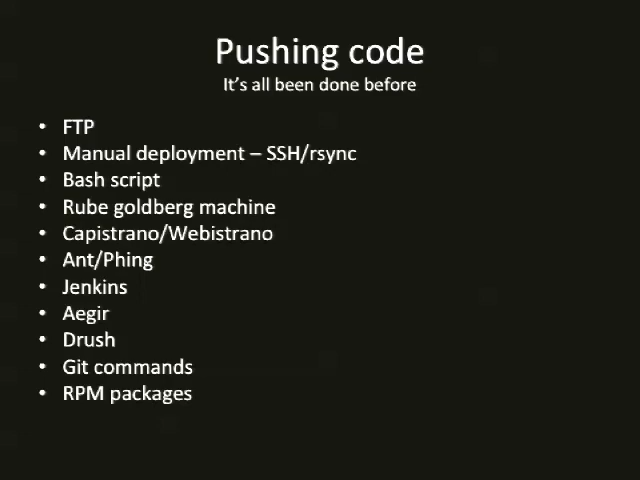 Pushing code
It's all been done before
• FTP
• Manual deployment – SSH/rsync
• Bash script
• Rube goldberg machine
• Capistrano/Webistrano
• Ant/Phing
• Jenkins
• Aegir
• Drush
• Git commands
• RPM packages